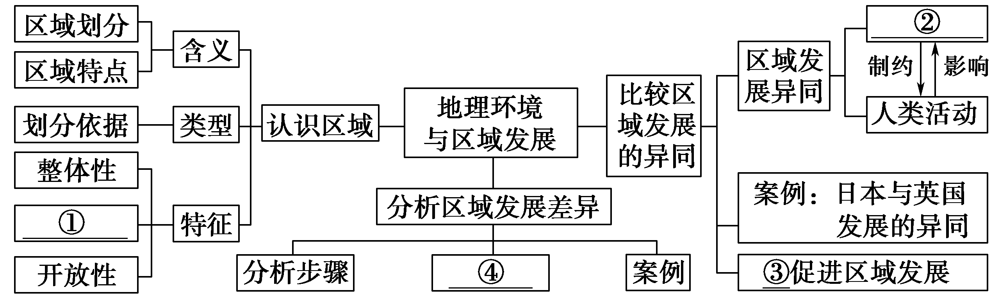 区域划分
区域特点
含义
划分依据
类型
整体性
①
开放性
特征
认识区域
地理环境
与区域发展
分析区域发展差异
分析步骤
④
案例
比较区
域发展
的异同
区域发
展异同
②
制约
影响
人类活动
案例：日本与英国
发展的异同
③促进区域发展